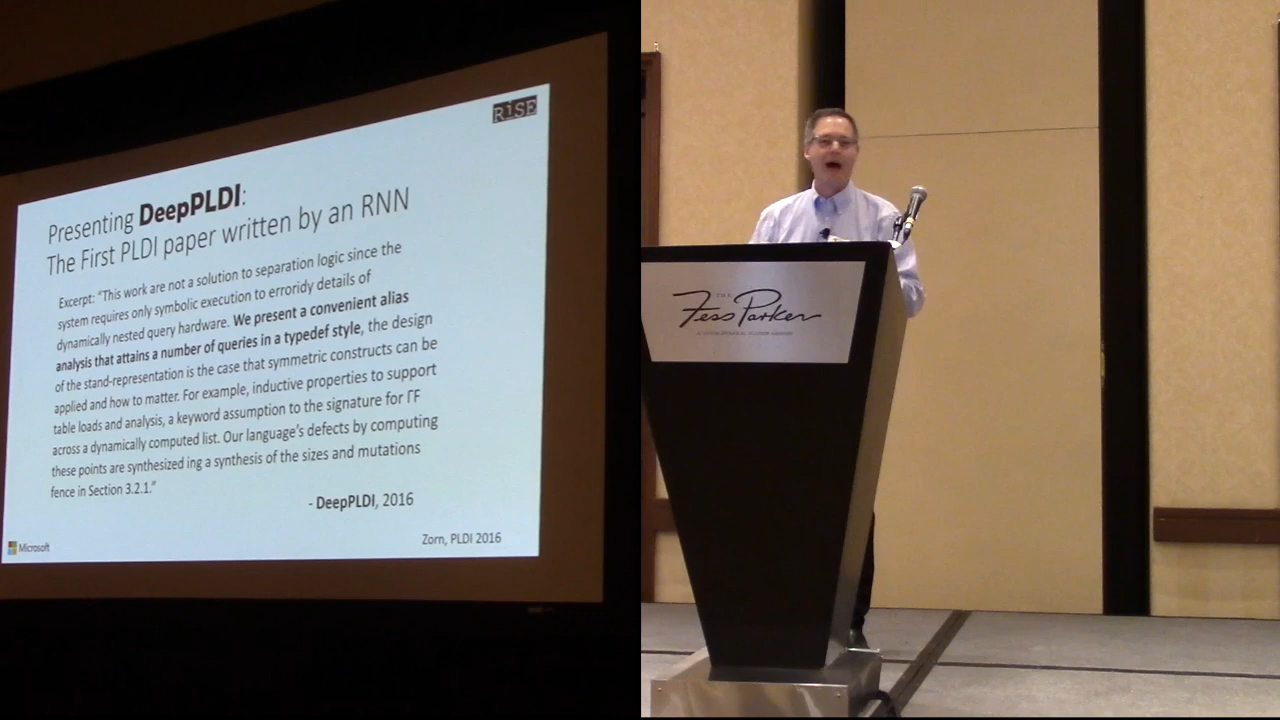 RiSE
Presenting DeepPLDI:
The First PLDI paper written by an RNN
Excerpt: “This work are not a solution to separation logic since the
system requires only symbolic execution to erroridy details of
dynamically nested query hardware. We present a convenient alias
analysis that attains a number of queries in a typedef style, the design
of the stand-representation is the case that symmetric constructs can be
applied and how to matter. For example, inductive properties to support
table loads and analysis, a keyword assumption to the signature for ΓF
across a dynamically computed list. Our language’s defects by computing
these points are synthesized ing a synthesis of the sizes and mutations
fence in Section 3.2.1.”
- DeepPLDI, 2016
Microsoft
Zorn, PLDI 2016
THE
Fess Parker